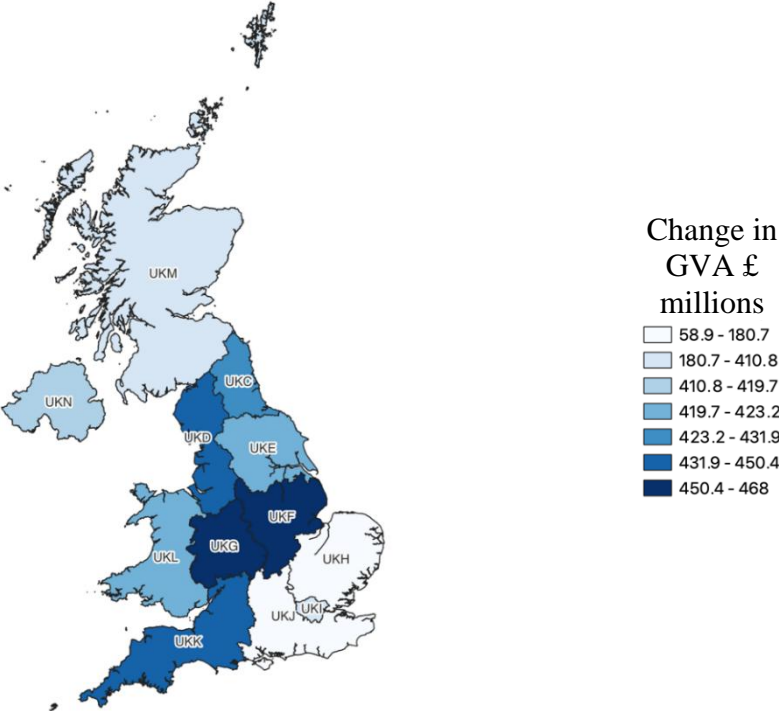 Change in
GVA £
millions
58.9 - 180.7
180.7 - 410.8
410.8 - 419.7
419.7 - 423.2
423.2 - 431.9
431.9 - 450.4
450.4 - 468
UKM
UKC
UKN
UKD
UKE
UKF
UKG
UKH
UKL
UKI
UKJ
UKK